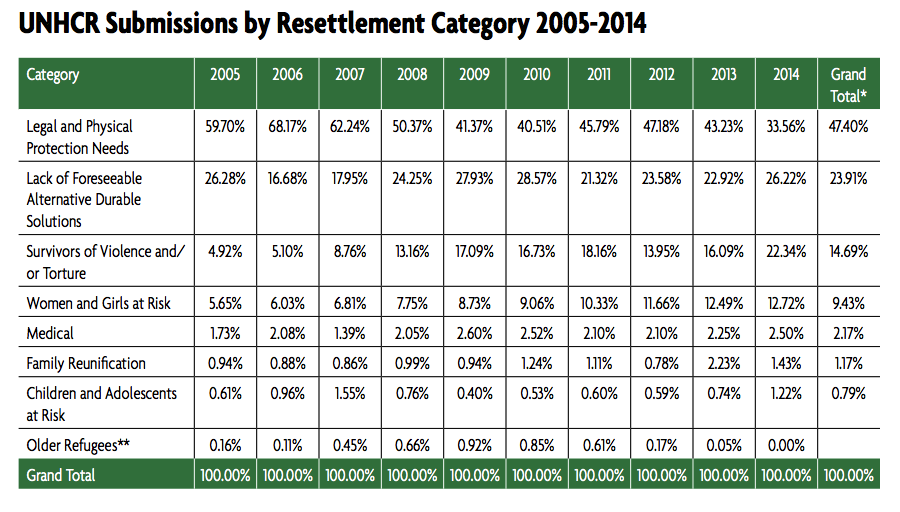 UNHCR Submissions by Resettlement Category 2005-2014
Category 2005 2006 2007 2008 2009 2010 2011 2012 2013 2014 Grand
Total*
Legal and Physical 59.70% 68.17% 62.24% 50.37% 41.37% 40.51% 45.79% 47.18% 43.23% 33.56% 47.40%
Protection Needs
Lack of Foreseeable 26.28% 16.68% 17.95% 24.25% 27.93% 28.57% 21.32% 23.58% 22.92% 26.22% 23.91%
Alternative Durable
Solutions
Survivors of Violence and/ 4.92% 5.10% 8.76% 13.16% 17.09% 16.73% 18.16% 13.95% 16.09% 22.34% 14.69%
or Torture
Women and Girls at Risk 5.65% 6.03% 6.81% 7.75% 8.73% 9.06% 10.33% 11.66% 12.49% 12.72% 9.43%
Medical 1.73% 2.08% 1.39% 2.05% 2.60% 2.52% 2.10% 2.10% 2.25% 2.50% 2.17%
Family Reunification 0.94% 0.88% 0.86% 0.99% 0.94% 1.24% 1.11% 0.78% 2.23% 1.43% 1.17%
Children and Adolescents 0.61% 0.96% 1.55% 0.76% 0.40% 0.53% 0.60% 0.59% 0.74% 1.22% 0.79%
at Risk
Older Refugees** 0.16% 0.11% 0.45% 0.66% 0.92% 0.85% 0.61% 0.17% 0.05% 0.00%
Grand Total 100.00% 100.00% 100.00% 100.00% 100.00% 100.00% 100.00% 100.00% 100.00% 100.00% 100.00%